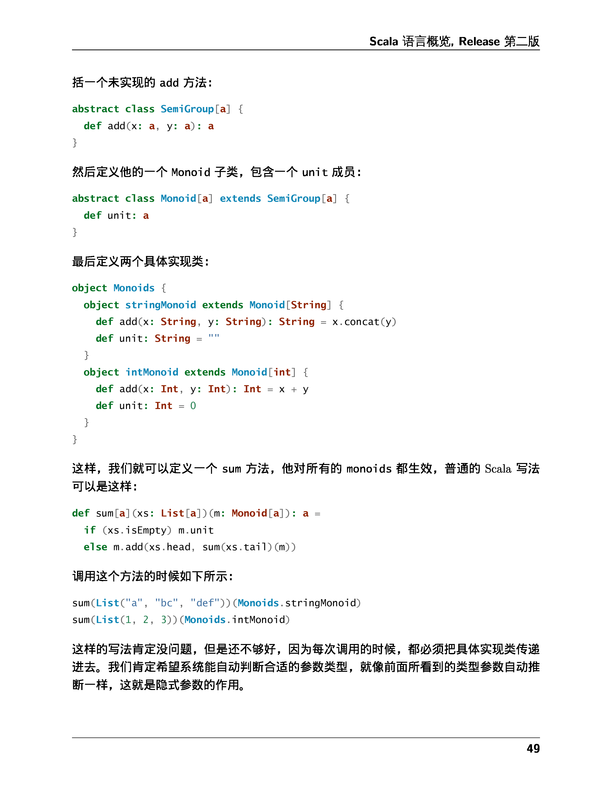 Scala 语言概览, Release 第二版
括一个未实现的 add 方法：
abstract class SemiGroup[a] {
  def add(x: a, y: a): a
}
然后定义他的一个 Monoid 子类，包含一个 unit 成员：
abstract class Monoid[a] extends SemiGroup[a] {
  def unit: a
}
最后定义两个具体实现类：
object Monoids {
  object stringMonoid extends Monoid[String] {
    def add(x: String, y: String): String = x.concat(y)
    def unit: String = ""
  }
  object intMonoid extends Monoid[int] {
    def add(x: Int, y: Int): Int = x + y
    def unit: Int = 0
  }
}
这样，我们就可以定义一个 sum 方法，他对所有的 monoids 都生效，普通的 Scala 写法
可以是这样：
def sum[a](xs: List[a])(m: Monoid[a]): a =
  if (xs.isEmpty) m.unit
  else m.add(xs.head, sum(xs.tail)(m))
调用这个方法的时候如下所示：
sum(List("a", "bc", "def"))(Monoids.stringMonoid)
sum(List(1, 2, 3))(Monoids.intMonoid)
这样的写法肯定没问题，但是还不够好，因为每次调用的时候，都必须把具体实现类传递
进去。我们肯定希望系统能自动判断合适的参数类型，就像前面所看到的类型参数自动推
断一样，这就是隐式参数的作用。
49